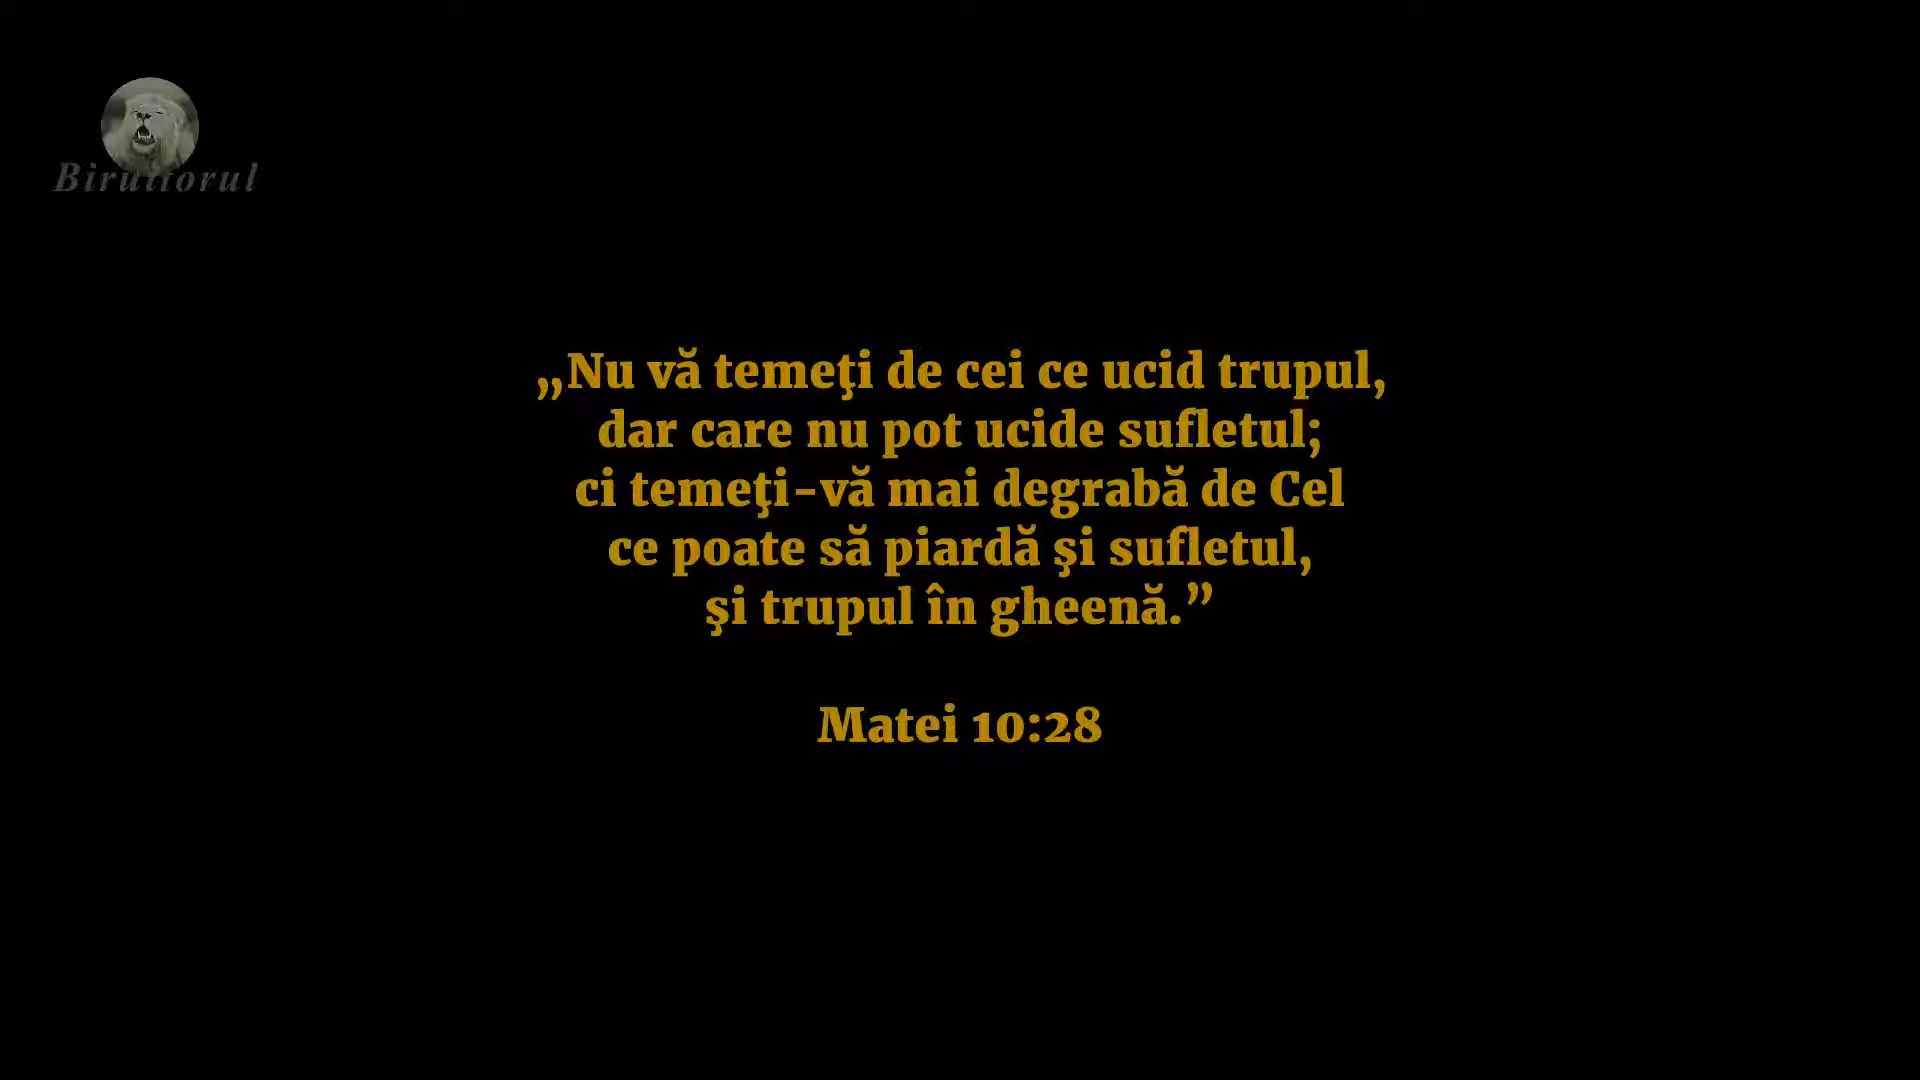 Biruitorul
„Nu vă temeţi de cei ce ucid trupul,
dar care nu pot ucide sufletul;
ci temeţi-vă mai degrabă de Cel
ce poate să piardă şi sufletul,
şi trupul în gheenă.”
Matei 10:28